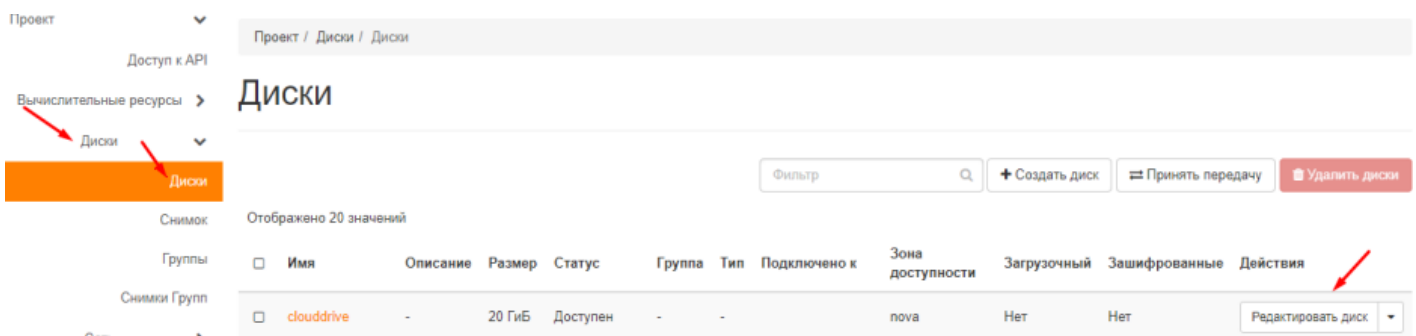 Проект
Проект / Диски / Диски
Доступ к API
Вычислительные ресурсы
Диски
Диски
Диски
Фильтр
+ Создать диск
Принять передачу
Удалить диски
Снимок
Отображено 20 значений
Группы
Снимки Групп
Имя Описание Размер Статус Группа Тип Подключено к Зона доступности Загрузочный Зашифрованные Действия
clouddrive - 20 ГиБ Доступен - - nova Нет Нет Редактировать диск